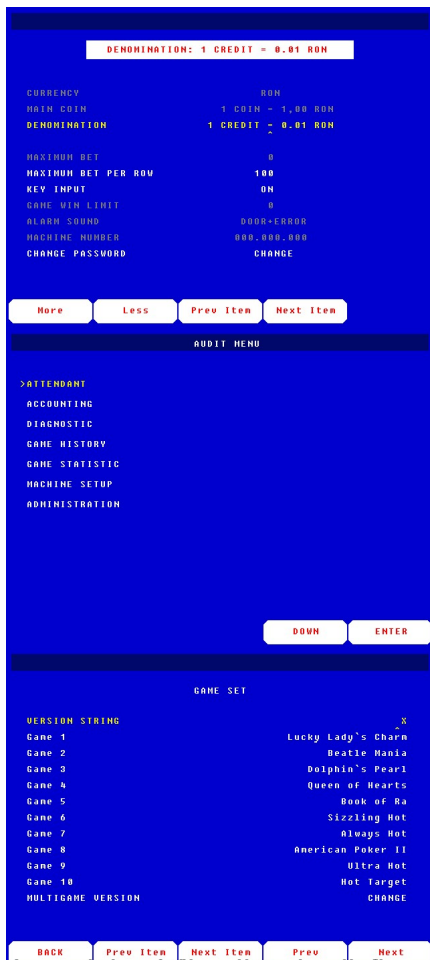 DENOMINATION: 1 CREDIT = 0.01 RON
CURRENCY RON
MAIN COIN 1 COIN - 1,00 RON
DENOMINATION 1 CREDIT - 0.01 RON
MAXIMUM BET 0
MAXIMUM BET PER ROW 100
KEY INPUT ON
GAME WIN LIMIT 0
ALARM SOUND DOOR+ERROR
MACHINE NUMBER 000.000.000
CHANGE PASSWORD CHANGE
More Less Prev Item Next Item
AUDIT MENU
>ATTENDANT
ACCOUNTING
DIAGNOSTIC
GAME HISTORY
GAME STATISTIC
MACHINE SETUP
ADMINISTRATION
DOWN ENTER
GAME SET
VERSION STRING X
Game 1 Lucky Lady`s Charm
Game 2 Beatle Mania
Game 3 Dolphin`s Pearl
Game 4 Queen of Hearts
Game 5 Book of Ra
Game 6 Sizzling Hot
Game 7 Always Hot
Game 8 American Poker II
Game 9 Ultra Hot
Game 10 Hot Target
MULTIGAME VERSION CHANGE
BACK Prev Item Next Item Prev Next